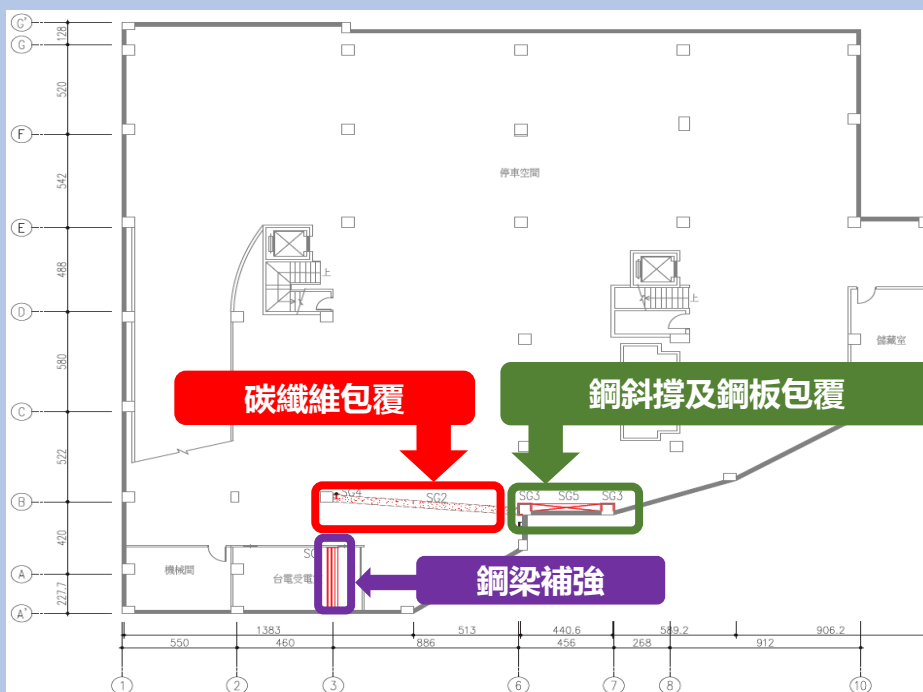 C'
128
G
520
F
542
停車空間
E
488
上
上
D
儲藏室
580
碳纖維包覆
鋼斜撐及鋼板包覆
C
522
SG4
SG2
SG3
SG5
SG3
B
420
機械間
台電受電
鋼梁補強
A
227.7
A'
1383
513
440.6
589.2
906.2
550
460
886
456
268
912
1
2
3
6
7
8
10